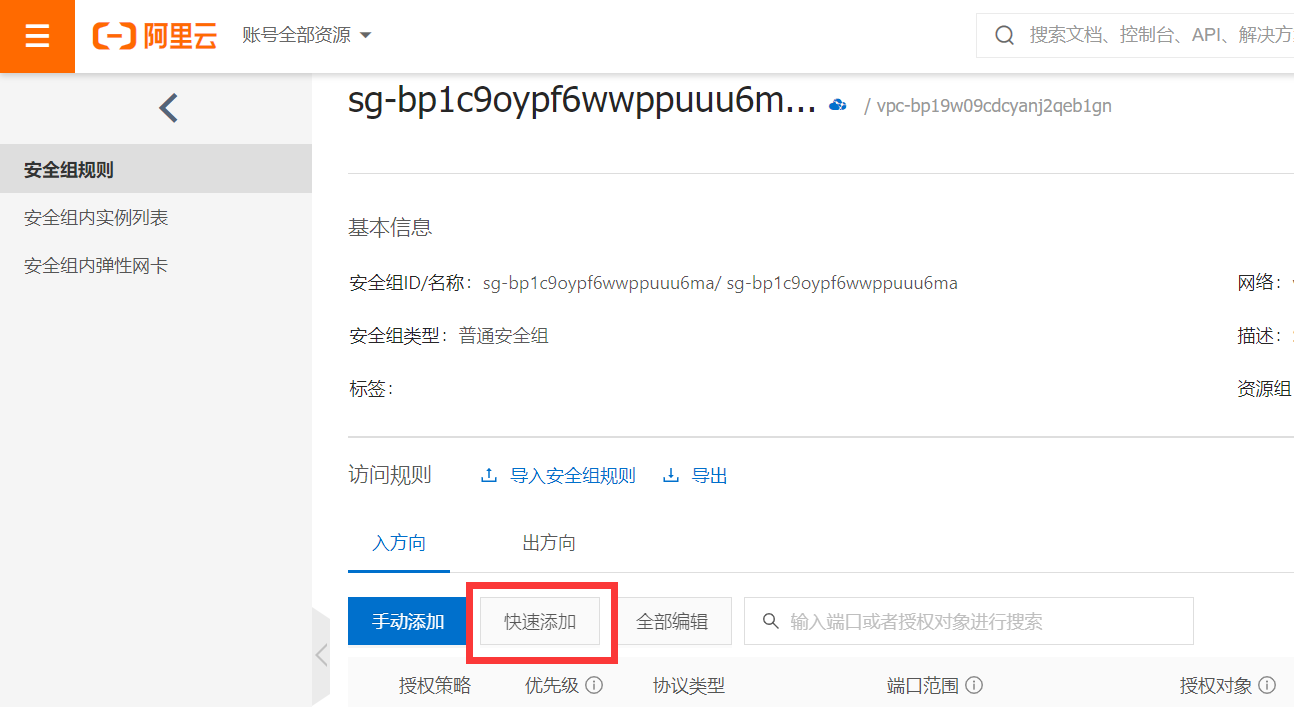 阿里云 账号全部资源 搜索文档、控制台、API、解决方
sg-bp1c9oypf6wwppuuu6m... / vpc-bp19w09cdcyanj2qeb1gn
安全组规则
安全组内实例列表
安全组内弹性网卡
基本信息
安全组ID/名称： sg-bp1c9oypf6wwppuuu6ma/ sg-bp1c9oypf6wwppuuu6ma 网络：
安全组类型： 普通安全组 描述：
标签： 资源组
访问规则 导入安全组规则 导出
入方向 出方向
手动添加 快速添加 全部编辑 输入端口或者授权对象进行搜索
授权策略 优先级 协议类型 端口范围 授权对象